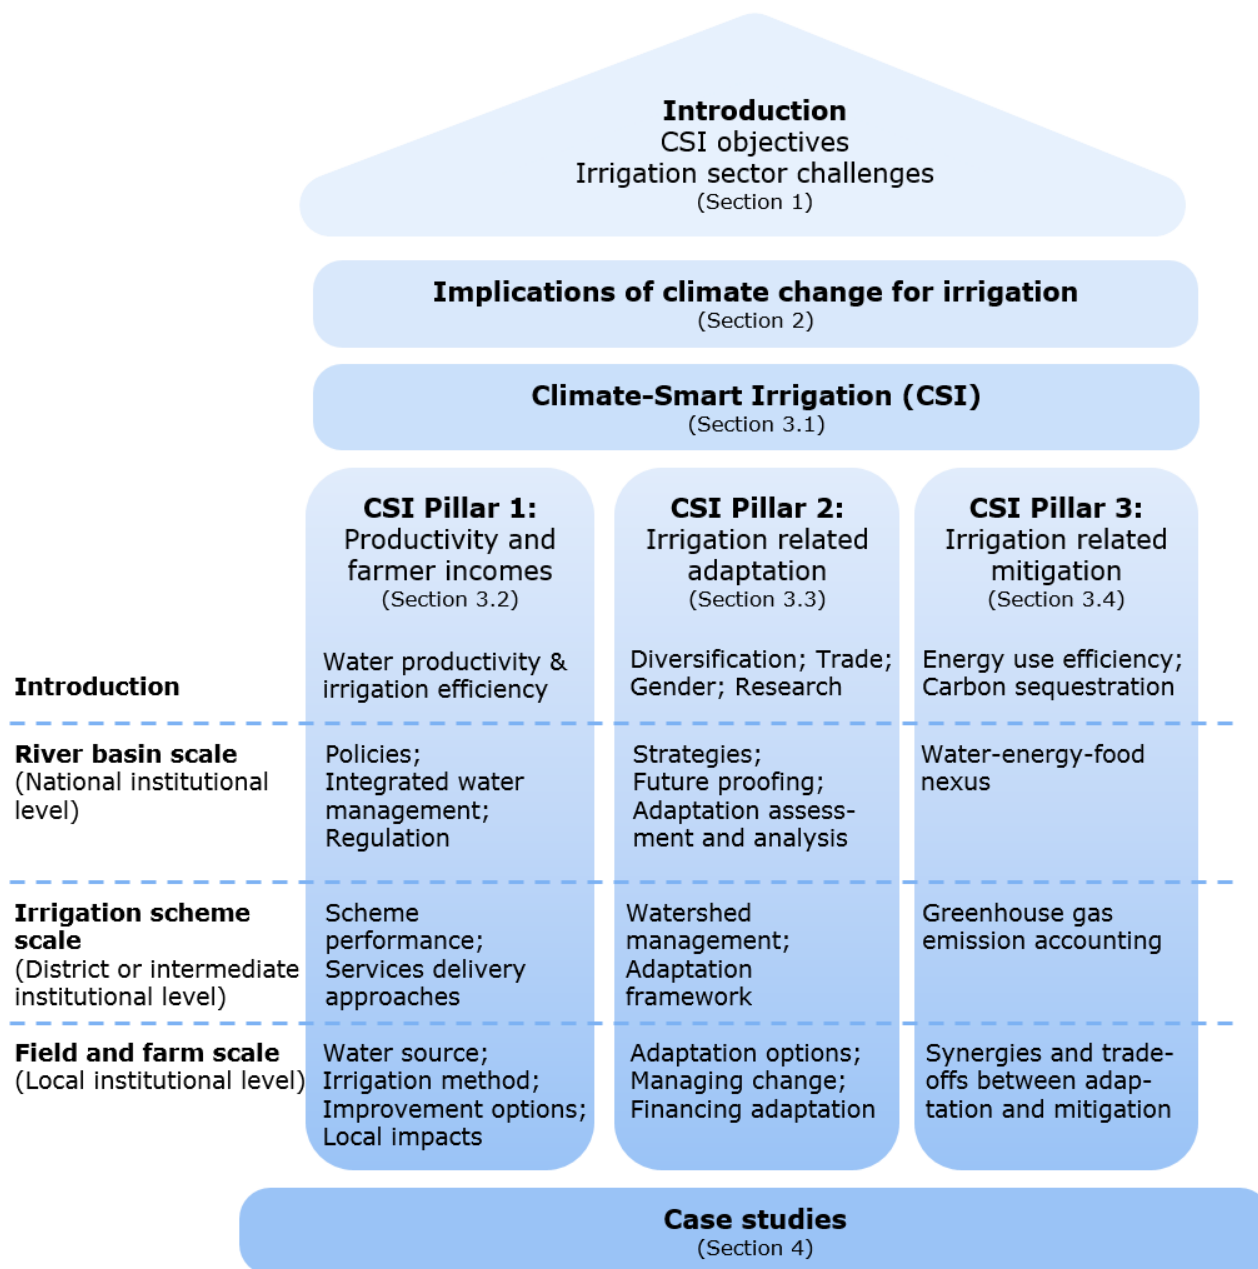 Introduction
CSI objectives
Irrigation sector challenges
(Section 1)
Implications of climate change for irrigation
(Section 2)
Climate-Smart Irrigation (CSI)
(Section 3.1)
CSI Pillar 1:
Productivity and
farmer incomes
(Section 3.2)
CSI Pillar 2:
Irrigation related
adaptation
(Section 3.3)
CSI Pillar 3:
Irrigation related
mitigation
(Section 3.4)
Introduction
Water productivity &
irrigation efficiency
Diversification; Trade;
Gender; Research
Energy use efficiency;
Carbon sequestration
River basin scale
(National institutional
level)
Policies;
Integrated water
management;
Regulation
Strategies;
Future proofing;
Adaptation assess-
ment and analysis
Water-energy-food
nexus
Irrigation scheme
scale
(District or intermediate
institutional level)
Scheme
performance;
Services delivery
approaches
Watershed
management;
Adaptation
framework
Greenhouse gas
emission accounting
Field and farm scale
(Local institutional level)
Water source;
Irrigation method;
Improvement options;
Local impacts
Adaptation options;
Managing change;
Financing adaptation
Synergies and trade-
offs between adap-
tation and mitigation
Case studies
(Section 4)